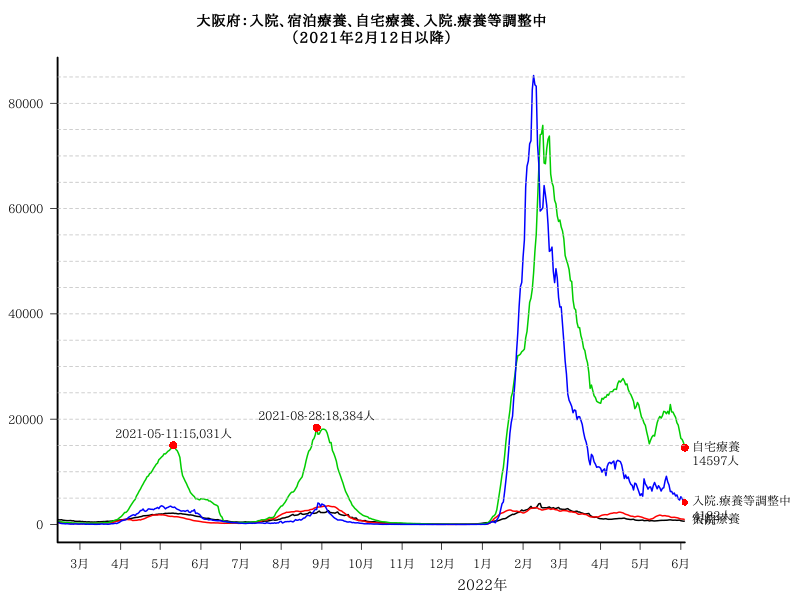 大阪府：入院、宿泊療養、自宅療養、入院.療養等調整中
（2021年2月12日以降）
80000
60000
40000
20000
0
2021-05-11:15,031人
2021-08-28:18,384人
自宅療養
14597人
入院.療養等調整中
3月
4月
5月
6月
7月
8月
9月
10月
11月
12月
1月
2月
3月
4月
5月
6月
2022年